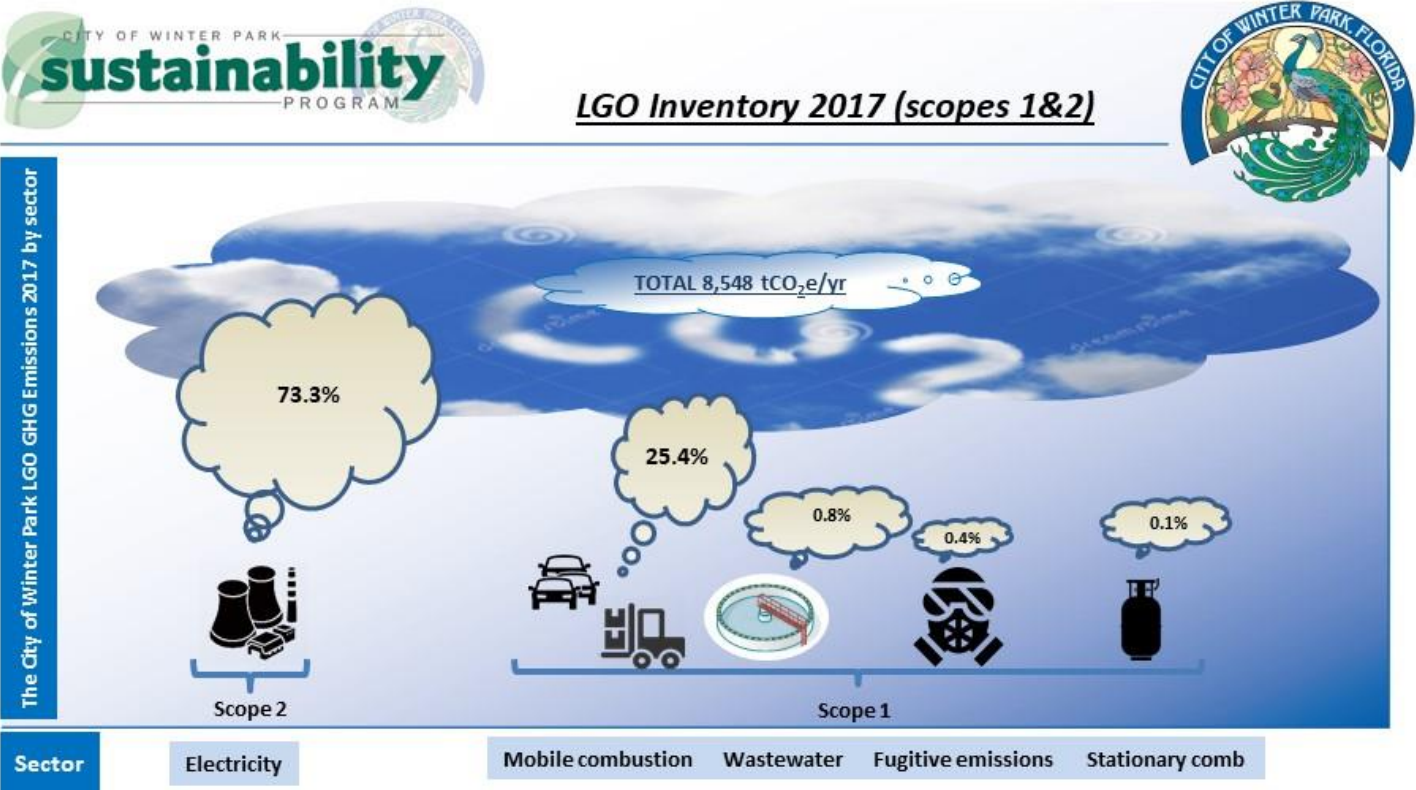 CITY OF WINTER PARK
sustainability
PROGRAM
CITY OF WINTER PARK, FLORIDA
LGO Inventory 2017 (scopes 1&2)
The City of Winter Park LGO GHG Emissions 2017 by sector
TOTAL 8,548 tCO₂e/yr
CO2
73.3%
25.4%
0.8%
0.4%
0.1%
Scope 2
Scope 1
Sector
Electricity
Mobile combustion
Wastewater
Fugitive emissions
Stationary comb